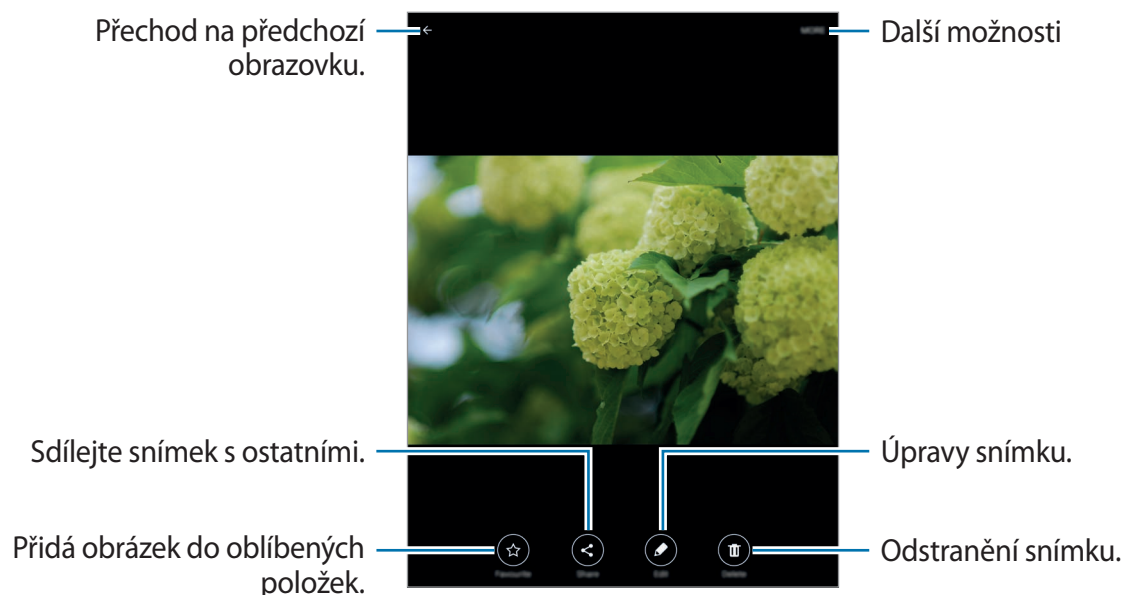 Přechod na předchozí
obrazovku.
MORE
Další možnosti
Sdílejte snímek s ostatními.
Úpravy snímku.
Přidá obrázek do oblíbených
položek.
Favourite
Share
Edit
Delete
Odstranění snímku.